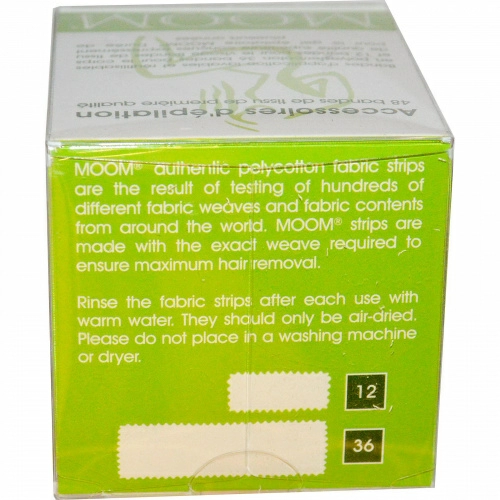 MOOM
Accessoires d'épilation
48 bandes de tissu de première qualité
MOOM® authentic polycotton fabric strips
are the result of testing of hundreds of
different fabric weaves and fabric contents
from around the world. MOOM® strips are
made with the exact weave required to
ensure maximum hair removal.
Rinse the fabric strips after each use with
warm water. They should only be air-dried.
Please do not place in a washing machine
or dryer.
12
36